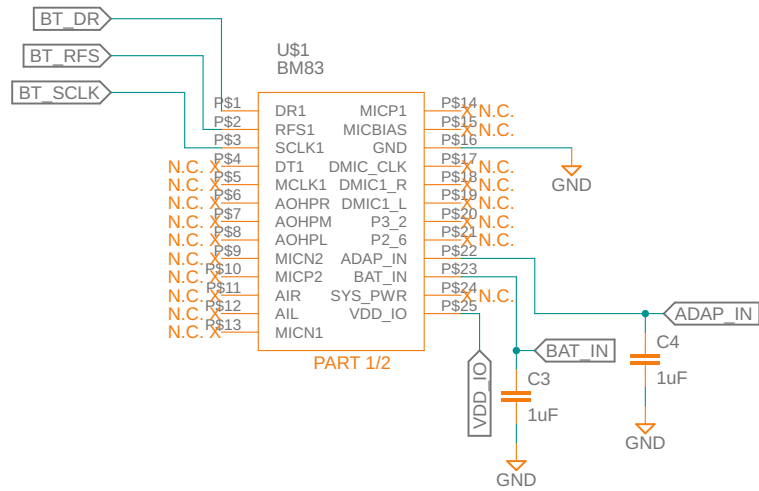 BT_DR
BT_RFS
BT_SCLK
U$1
BM83
P$1 DR1 MICP1 P$14 N.C.
P$2 RFS1 MICBIAS P$15 N.C.
P$3 SCLK1 GND P$16
N.C. P$4 DT1 DMIC_CLK P$17 N.C.
N.C. P$5 MCLK1 DMIC1_R P$18 N.C.
N.C. P$6 AOHPR DMIC1_L P$19 N.C.
N.C. P$7 AOHPM P3_2 P$20 N.C.
N.C. P$8 AOHPL P2_6 P$21 N.C.
N.C. P$9 MICN2 ADAP_IN P$22
N.C. P$10 MICP2 BAT_IN P$23
N.C. P$11 AIR SYS_PWR P$24 N.C.
N.C. P$12 AIL VDD_IO P$25
N.C. P$13 MICN1
PART 1/2
GND
ADAP_IN
BAT_IN
VDD_IO
C4
1uF
C3
1uF
GND
GND